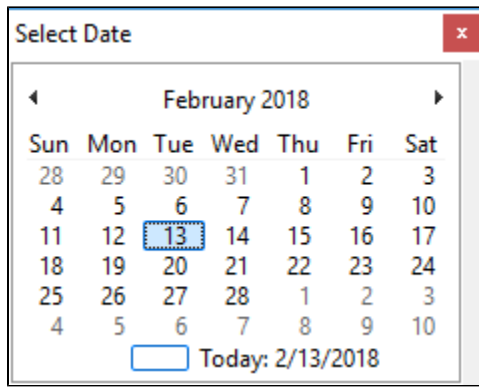 Select Date
x
February 2018
Sun Mon Tue Wed Thu Fri Sat
28 29 30 31 1 2 3
4 5 6 7 8 9 10
11 12 13 14 15 16 17
18 19 20 21 22 23 24
25 26 27 28 1 2 3
4 5 6 7 8 9 10
Today: 2/13/2018